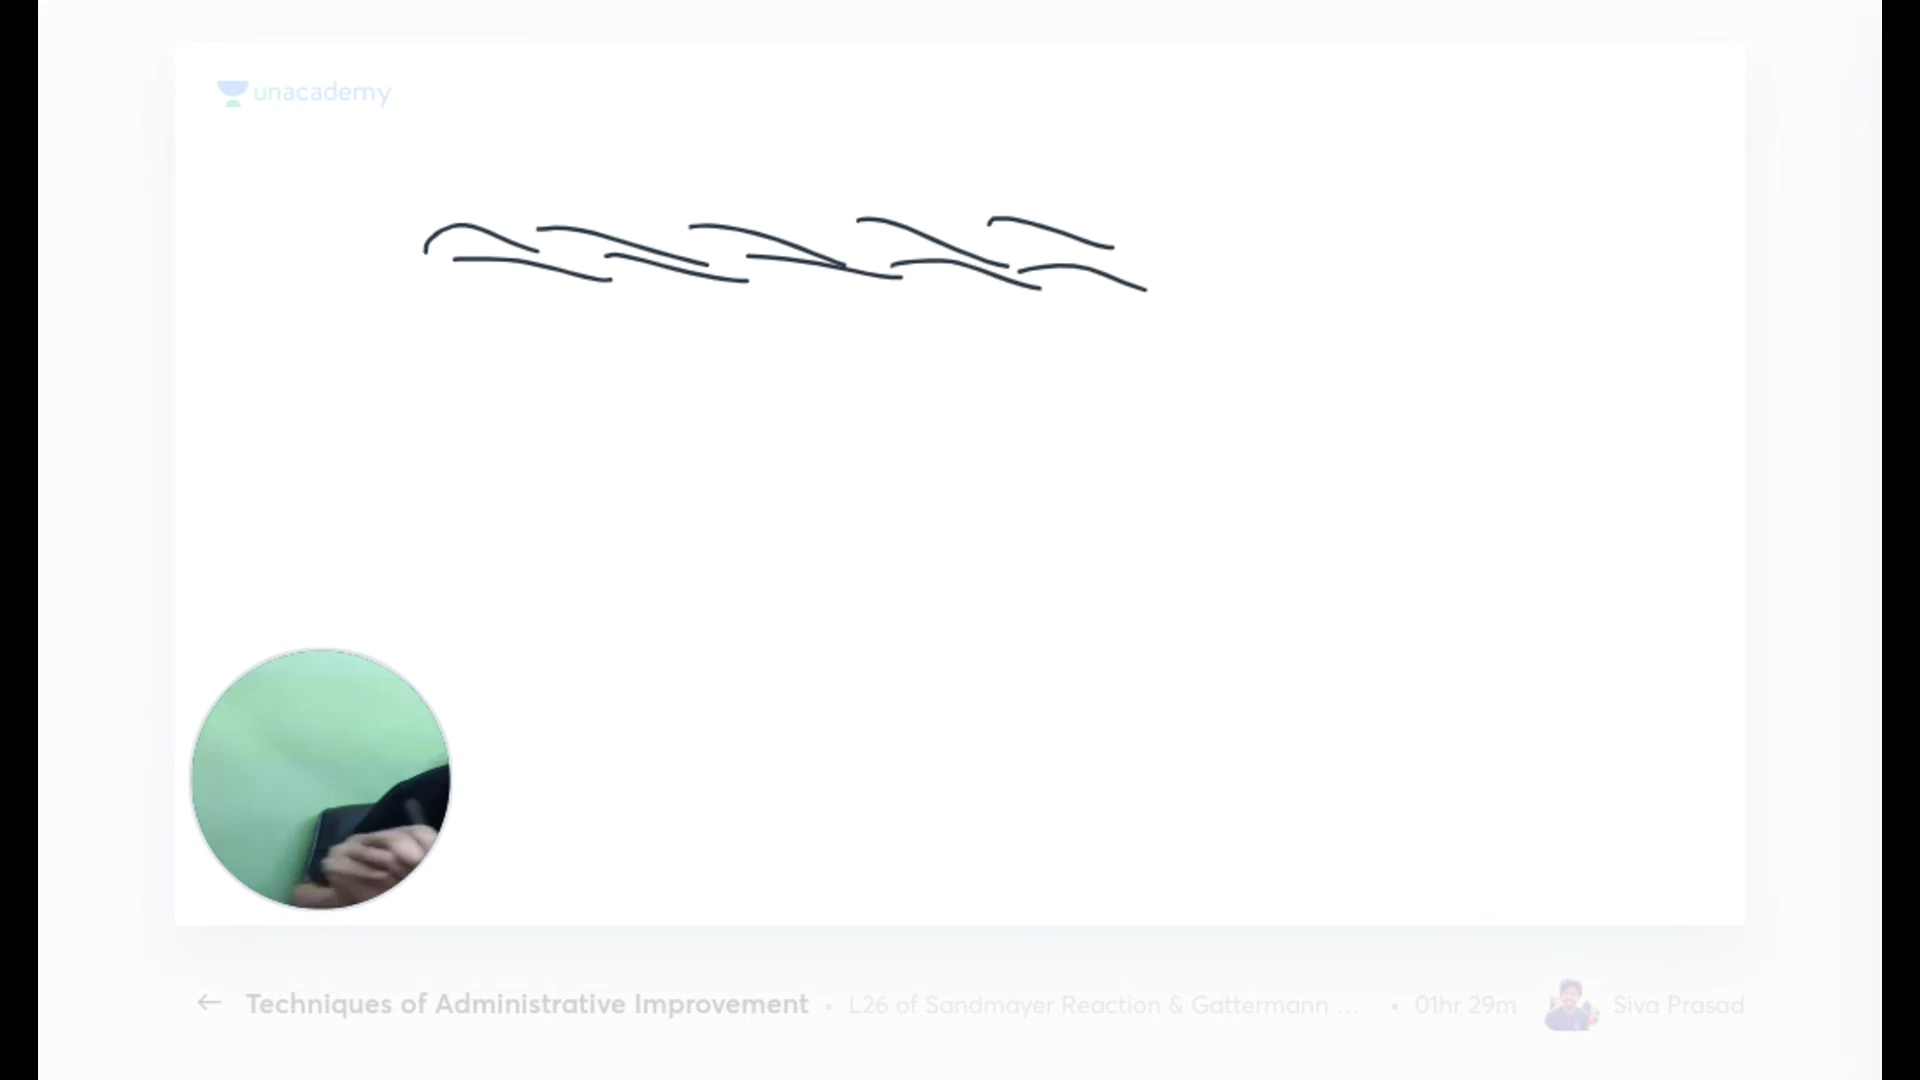 unacademy
Techniques of Administrative Improvement • L26 of Sandmayer Reaction & Gattermann ... • 01hr 29m Siva Prasad